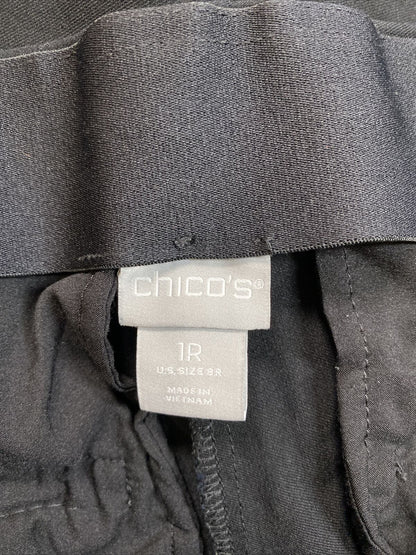 chico's®
1R
U.S. SIZE 8R
MADE IN
VIETNAM